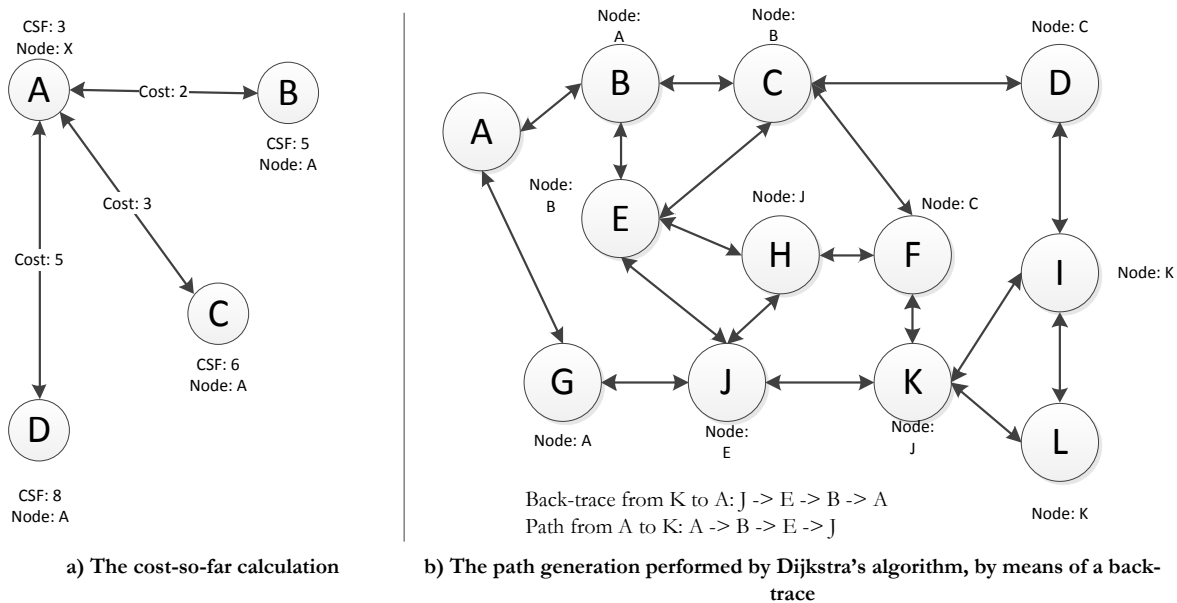 CSF: 3
Node: X
A
Cost: 2
B
CSF: 5
Node: A
Cost: 3
Cost: 5
C
CSF: 6
Node: A
D
CSF: 8
Node: A
a) The cost-so-far calculation
Node:
A
Node:
B
Node: C
B
C
D
A
Node:
B
E
Node: J
H
Node: C
F
I
Node: K
G
Node: A
J
Node:
E
K
Node:
J
L
Node: K
Back-trace from K to A: J -> E -> B -> A
Path from A to K: A -> B -> E -> J
b) The path generation performed by Dijkstra's algorithm, by means of a back-
trace